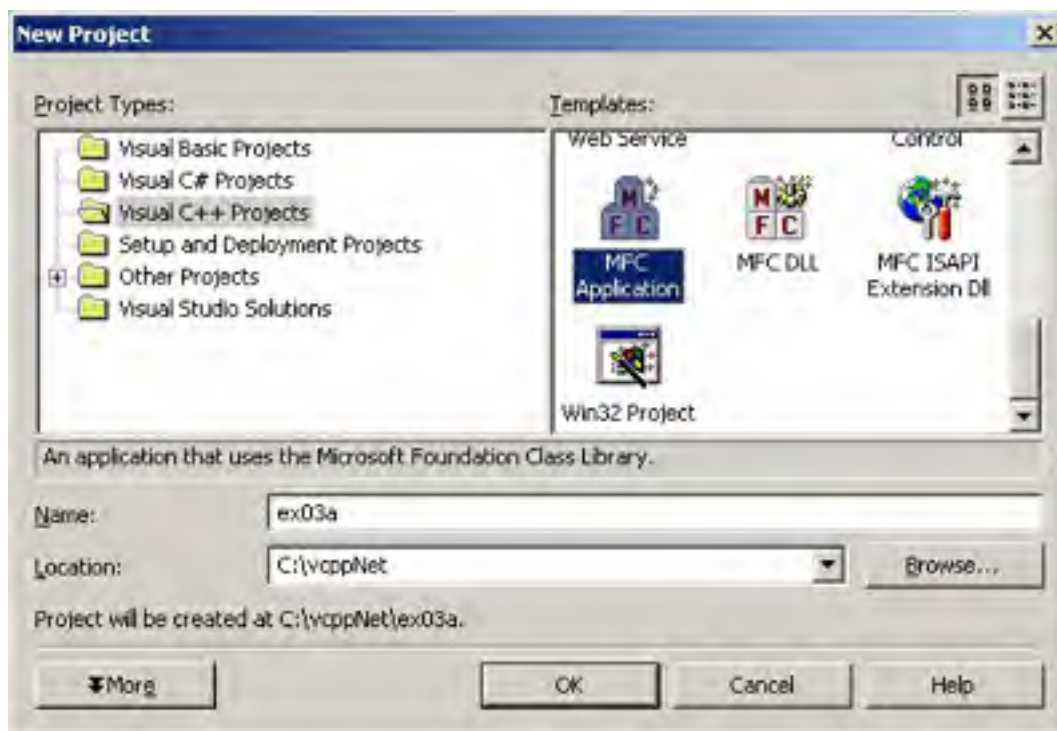 New Project
Project Types:
Templates:
Visual Basic Projects
Visual C# Projects
Visual C++ Projects
Setup and Deployment Projects
Other Projects
Visual Studio Solutions
Web Service
Control
MFC
Application
MFC DLL
MFC ISAPI
Extension Dll
Win32 Project
An application that uses the Microsoft Foundation Class Library.
Name:
ex03a
Location:
C:\vcppNet
Browse...
Project will be created at C:\vcppNet\ex03a.
More
OK
Cancel
Help